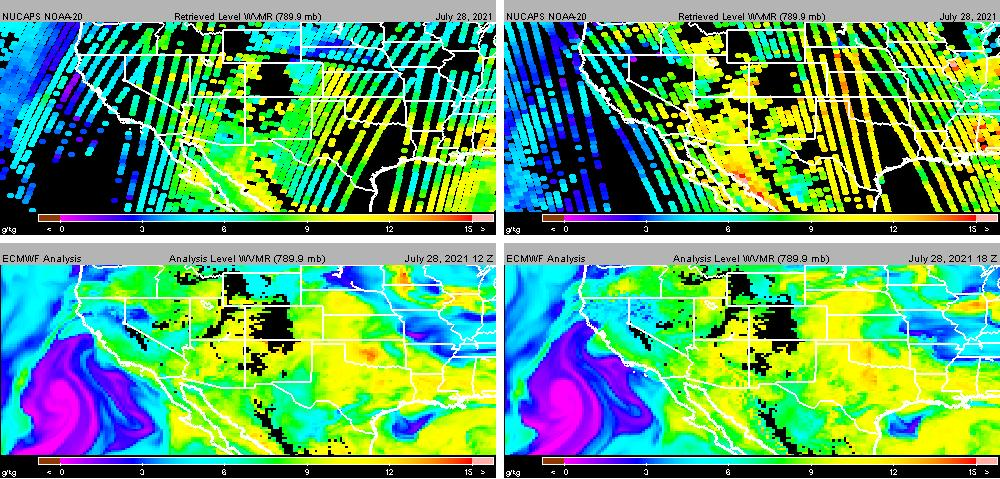 NUCAPS NOAA-20 Retrieved Level WVMR (789.9 mb) July 28, 2021
g/kg < 0 3 6 9 12 15 >
NUCAPS NOAA-20 Retrieved Level WVMR (789.9 mb) July 28, 2021
g/kg < 0 3 6 9 12 15 >
ECMWF Analysis Analysis Level WVMR (789.9 mb) July 28, 2021 12 Z
g/kg < 0 3 6 9 12 15 >
ECMWF Analysis Analysis Level WVMR (789.9 mb) July 28, 2021 18 Z
g/kg < 0 3 6 9 12 15 >